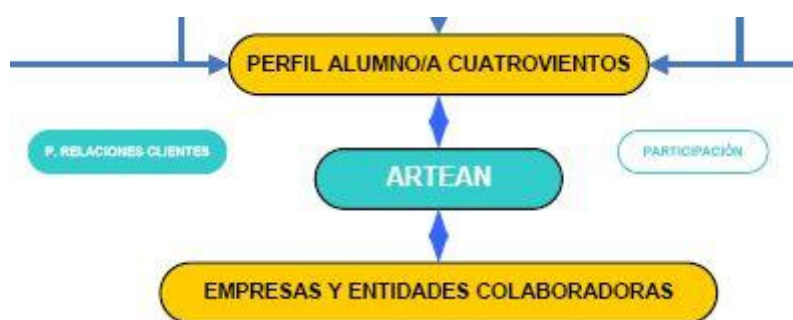 PERFIL ALUMNO/A CUATROVIENTOS
P. RELACIONES CLIENTES
PARTICIPACIÓN
ARTEAN
EMPRESAS Y ENTIDADES COLABORADORAS